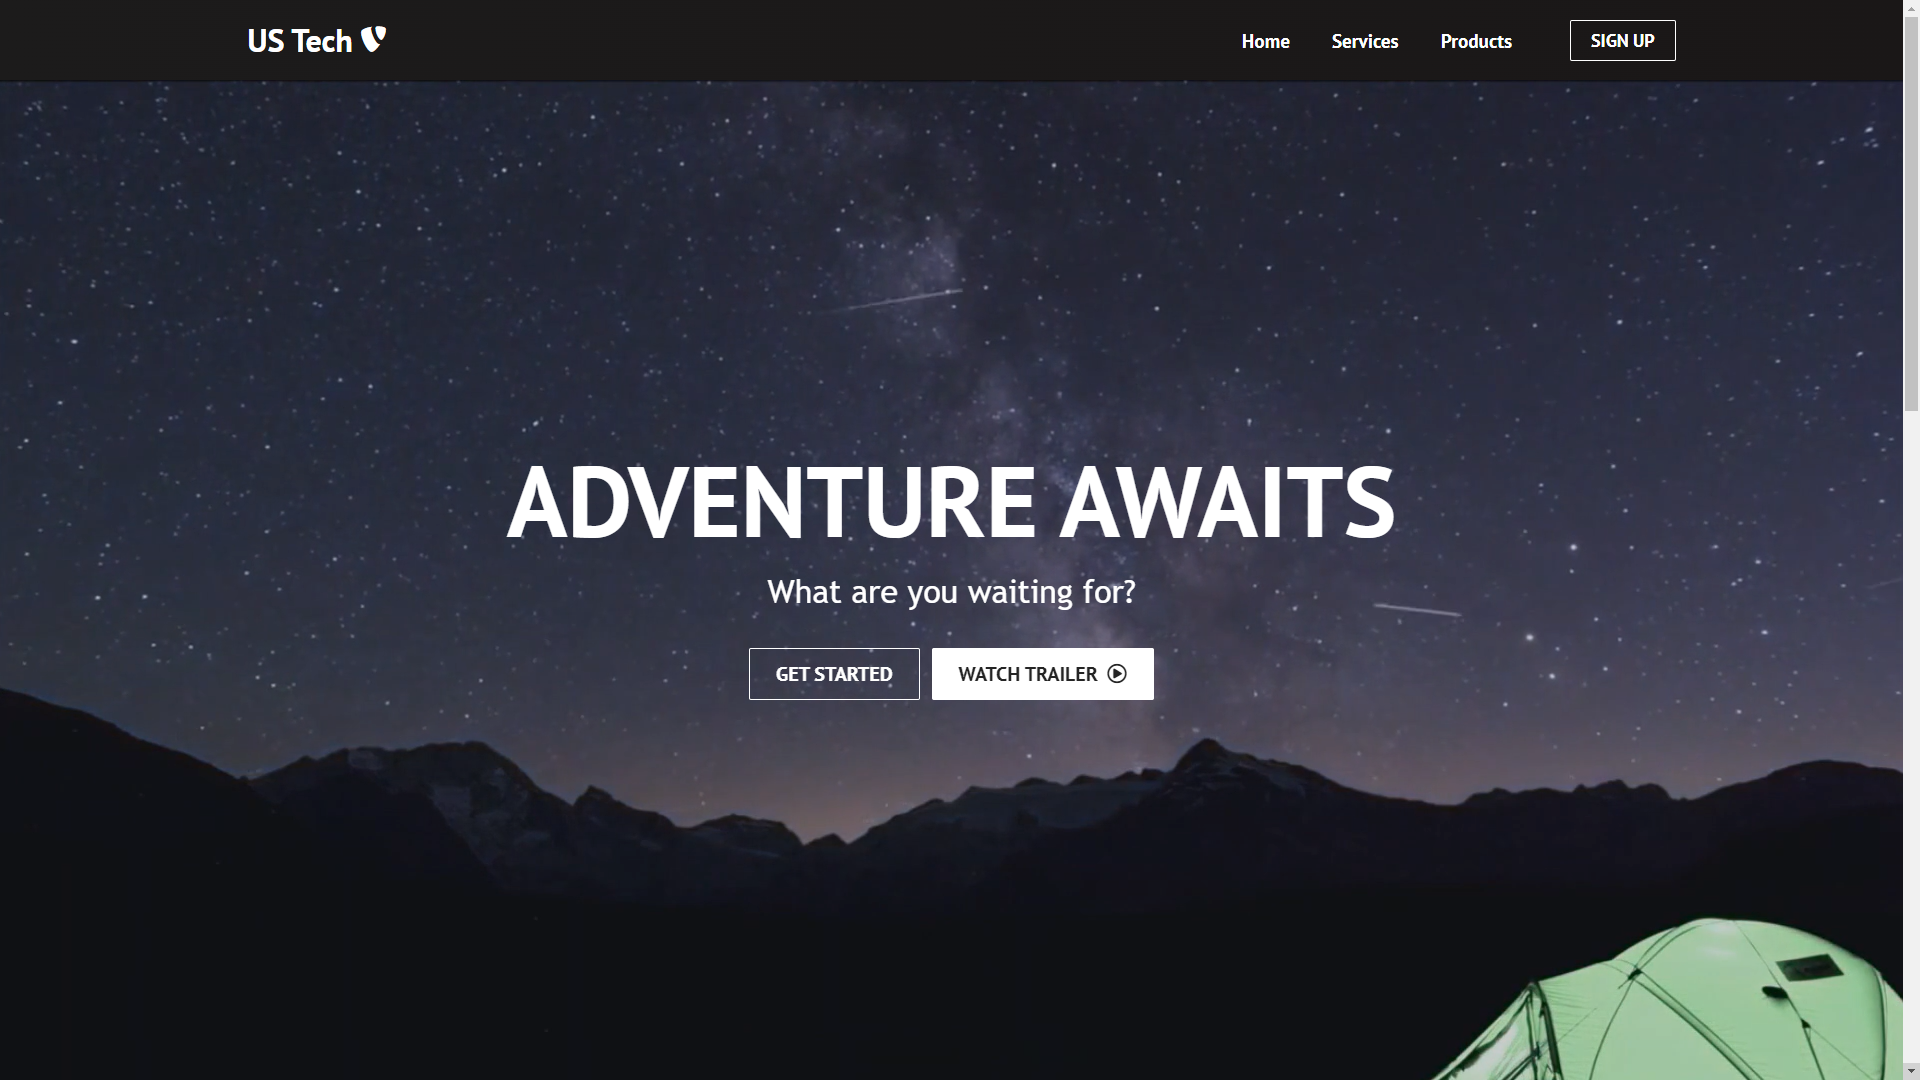 US Tech
Home Services Products SIGN UP
ADVENTURE AWAITS
What are you waiting for?
GET STARTED WATCH TRAILER